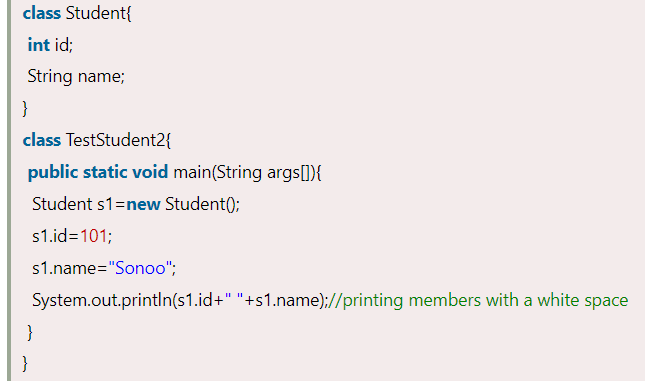 class Student{
int id;
String name;
}
class TestStudent2{
public static void main(String args[]){
Student s1=new Student();
s1.id=101;
s1.name="Sonoo";
System.out.println(s1.id+" "+s1.name);//printing members with a white space
}
}